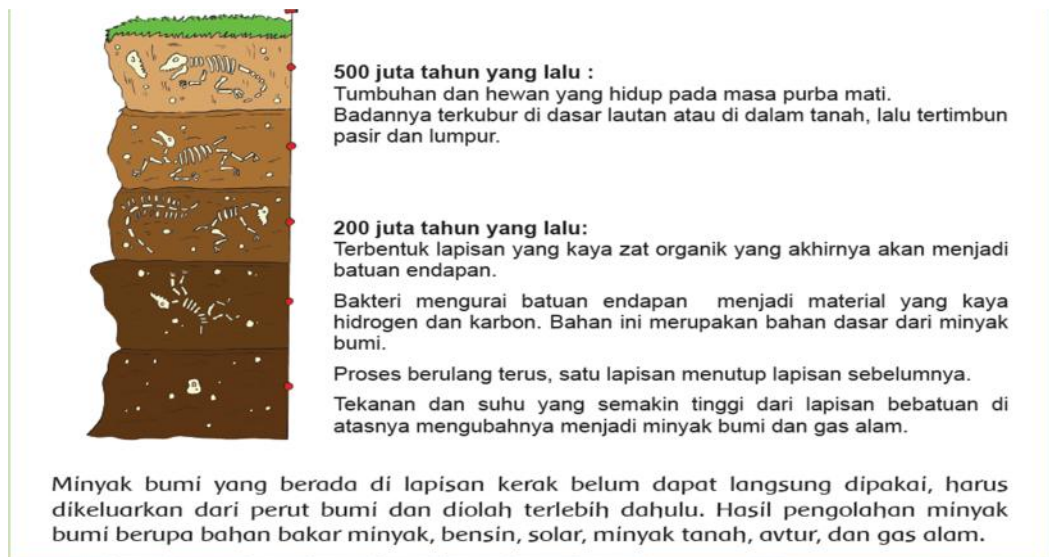 500 juta tahun yang lalu :
Tumbuhan dan hewan yang hidup pada masa purba mati.
Badannya terkubur di dasar lautan atau di dalam tanah, lalu tertimbun
pasir dan lumpur.
200 juta tahun yang lalu:
Terbentuk lapisan yang kaya zat organik yang akhirnya akan menjadi
batuan endapan.
Bakteri mengurai batuan endapan menjadi material yang kaya
hidrogen dan karbon. Bahan ini merupakan bahan dasar dari minyak
bumi.
Proses berulang terus, satu lapisan menutup lapisan sebelumnya.
Tekanan dan suhu yang semakin tinggi dari lapisan bebatuan di
atasnya mengubahnya menjadi minyak bumi dan gas alam.
Minyak bumi yang berada di lapisan kerak belum dapat langsung dipakai, harus
dikeluarkan dari perut bumi dan diolah terlebih dahulu. Hasil pengolahan minyak
bumi berupa bahan bakar minyak, bensin, solar, minyak tanah, avtur, dan gas alam.